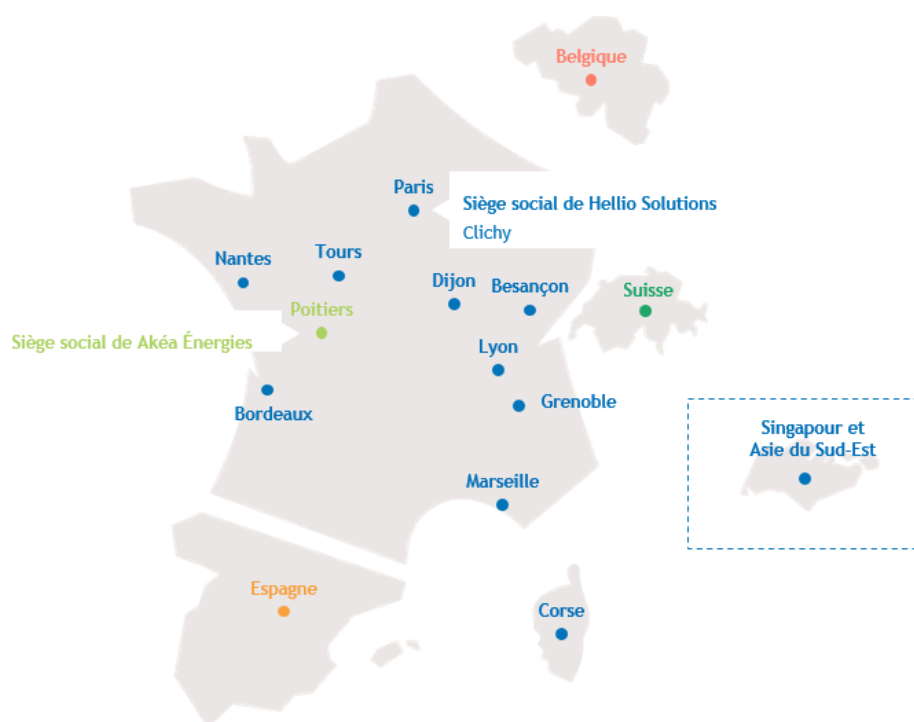 Belgique
Paris
Siège social de Hellio Solutions
Clichy
Nantes
Tours
Dijon
Besançon
Suisse
Poitiers
Siège social de Akéa Énergies
Lyon
Bordeaux
Grenoble
Singapour et
Asie du Sud-Est
Marseille
Espagne
Corse